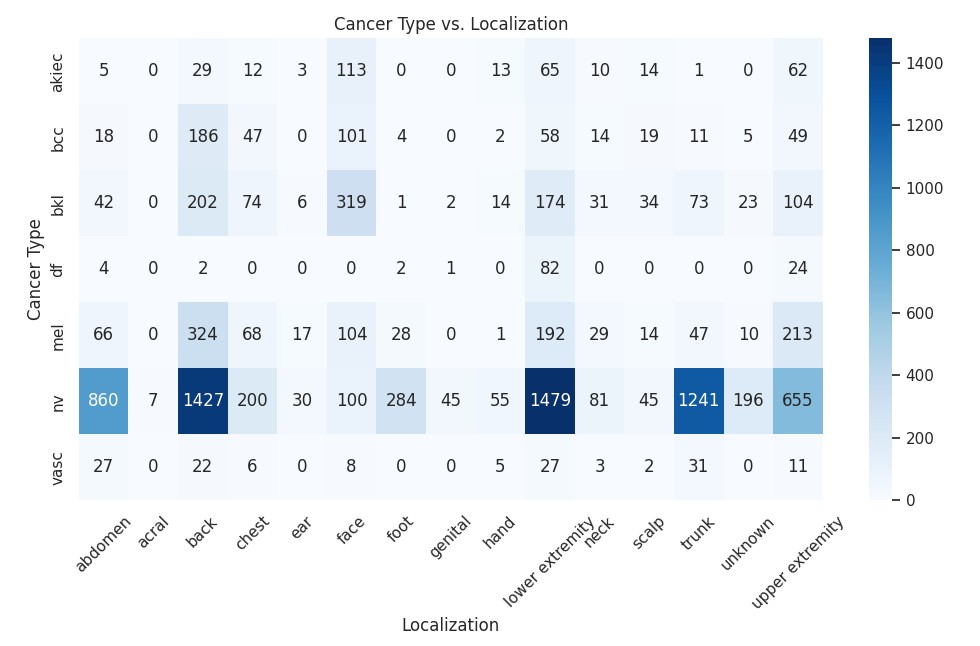 Cancer Type vs. Localization
akiec 5 0 29 12 3 113 0 0 13 65 10 14 1 0 62
bcc 18 0 186 47 0 101 4 0 2 58 14 19 11 5 49
bkl 42 0 202 74 6 319 1 2 14 174 31 34 73 23 104
df 4 0 2 0 0 0 2 1 0 82 0 0 0 0 24
mel 66 0 324 68 17 104 28 0 1 192 29 14 47 10 213
nv 860 7 1427 200 30 100 284 45 55 1479 81 45 1241 196 655
vasc 27 0 22 6 0 8 0 0 5 27 3 2 31 0 11
Cancer Type
abdomen acral back chest ear face foot genital hand lower extremity neck scalp trunk unknown upper extremity
Localization
1400
1200
1000
800
600
400
200
0